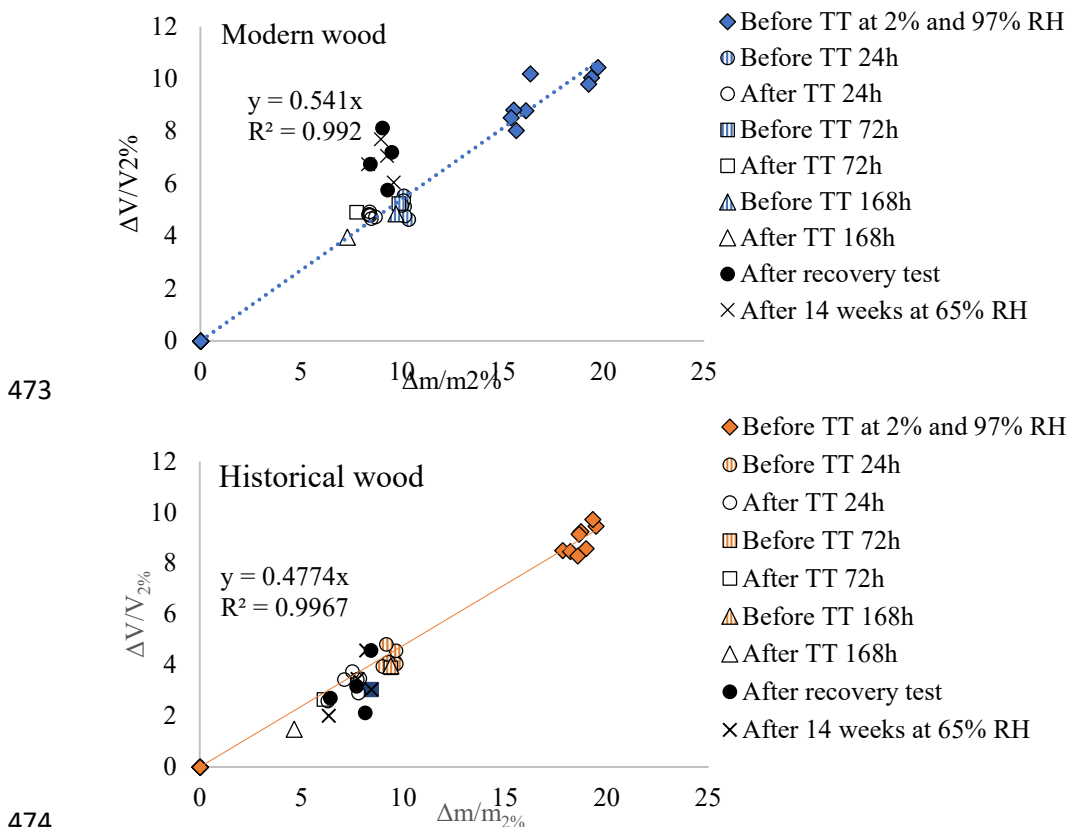 12
10
8
6
4
2
0
ΔV/V2%
Modern wood
y = 0.541x
R² = 0.992
0 5 10 15 20 25
Δm/m2%
Before TT at 2% and 97% RH
Before TT 24h
After TT 24h
Before TT 72h
After TT 72h
Before TT 168h
After TT 168h
After recovery test
After 14 weeks at 65% RH
473
12
10
8
6
4
2
0
ΔV/V2%
Historical wood
y = 0.4774x
R² = 0.9967
0 5 10 15 20 25
Δm/m2%
Before TT at 2% and 97% RH
Before TT 24h
After TT 24h
Before TT 72h
After TT 72h
Before TT 168h
After TT 168h
After recovery test
After 14 weeks at 65% RH
474